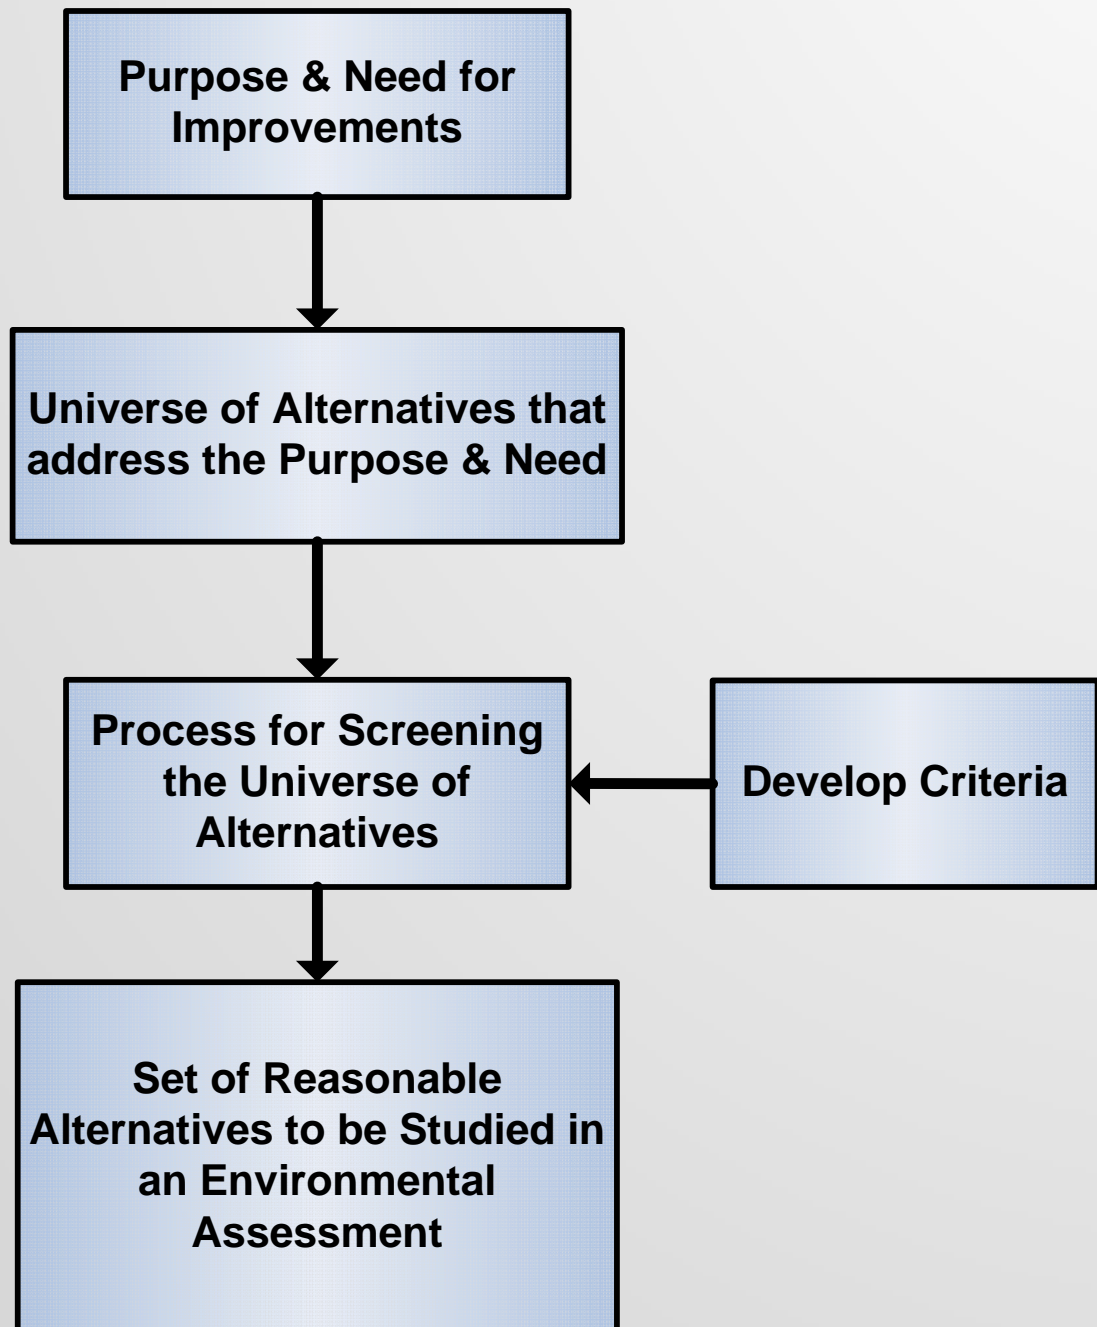 Purpose & Need for
Improvements
Universe of Alternatives that
address the Purpose & Need
Process for Screening
the Universe of
Alternatives
Develop Criteria
Set of Reasonable
Alternatives to be Studied in
an Environmental
Assessment